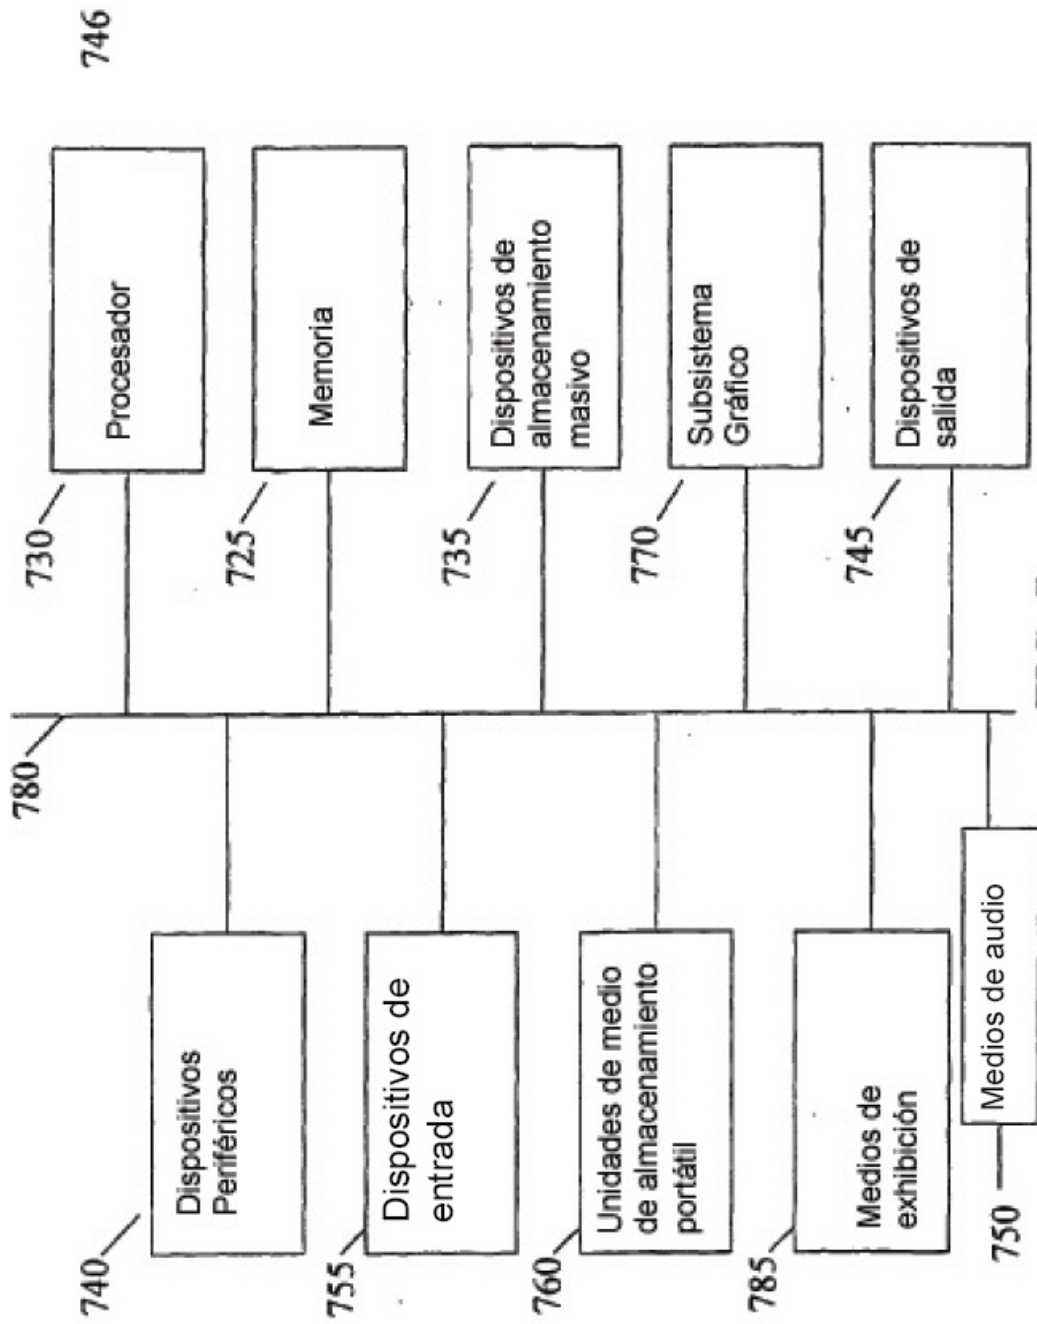 780
730
746
Procesador
740
Dispositivos
Periféricos
725
Memoria
755
Dispositivos de
entrada
735
Dispositivos de
almacenamiento
masivo
760
Unidades de medio
de almacenamiento
portátil
770
Subsistema
Gráfico
785
Medios de
exhibición
745
Dispositivos de
salida
750
Medios de audio